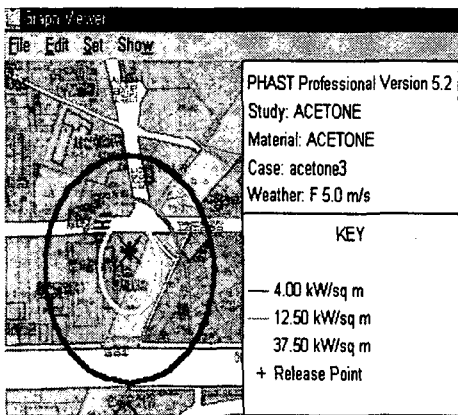 Graph Viewer
File Edit Set Show
PHAST Professional Version 5.2
Study: ACETONE
Material: ACETONE
Case: acetone3
Weather: F 5.0 m/s
KEY
4.00 kW/sq m
12.50 kW/sq m
37.50 kW/sq m
+ Release Point